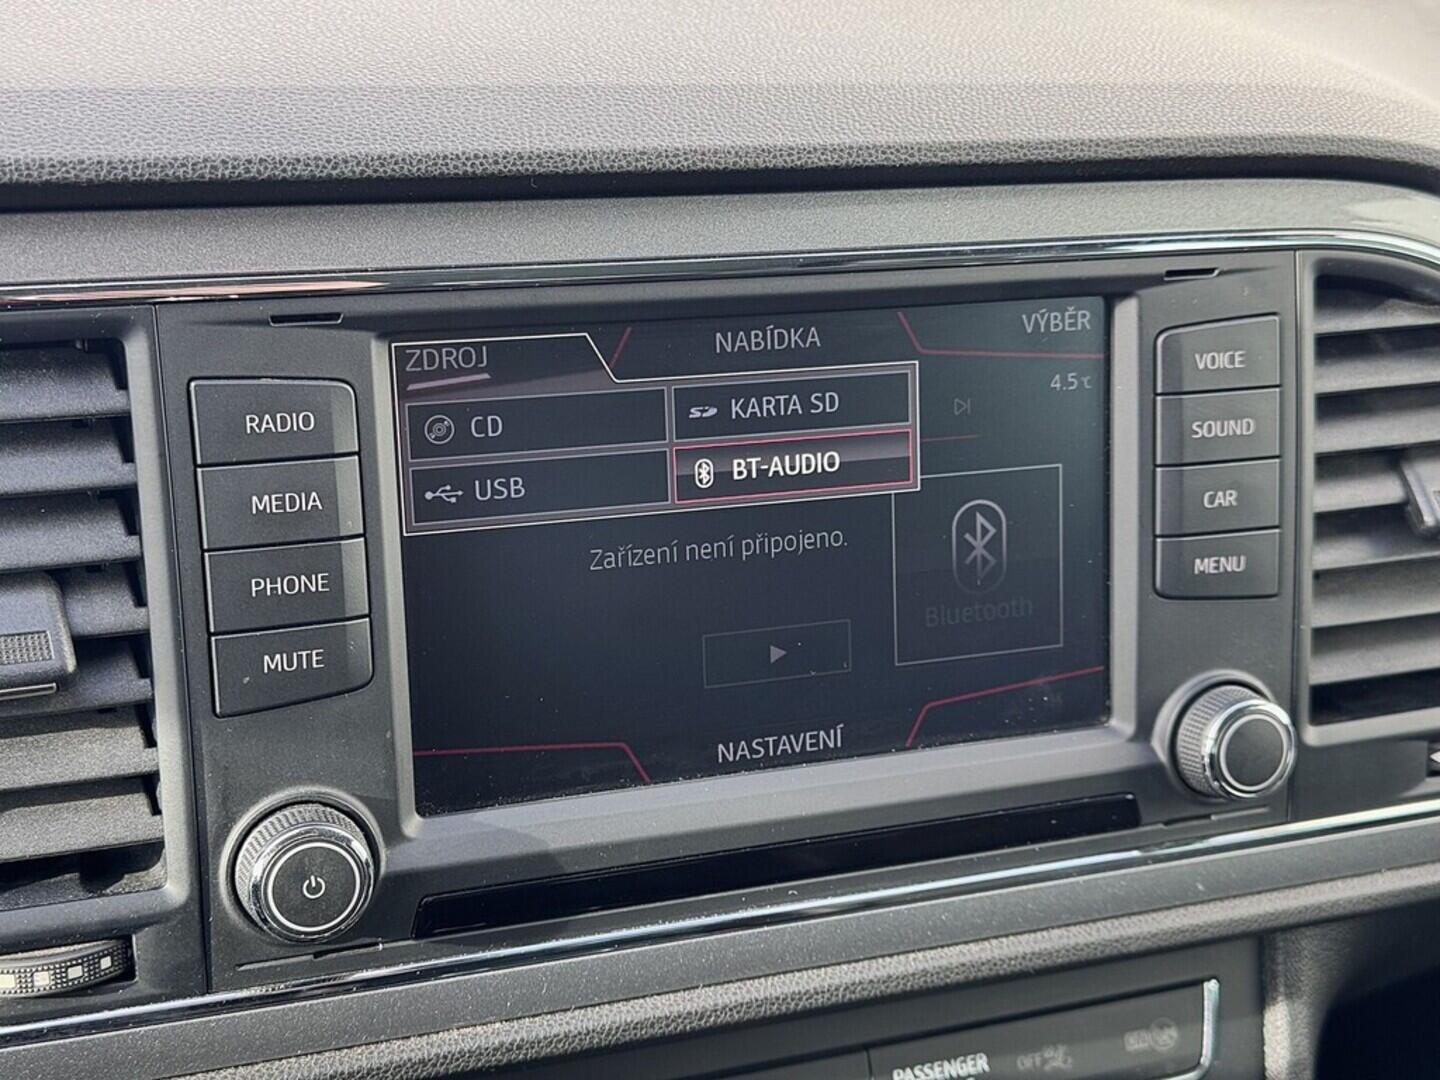 ZDROJ
NABÍDKA
VÝBĚR
4.5°C
CD
KARTA SD
USB
BT-AUDIO
Zařízení není připojeno.
Bluetooth
NASTAVENÍ
RADIO
MEDIA
PHONE
MUTE
VOICE
SOUND
CAR
MENU
PASSENGER
OFF